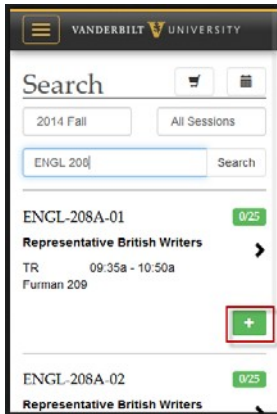 VANDERBILT UNIVERSITY
Search
2014 Fall All Sessions
ENGL 208 Search
ENGL-208A-01 0/25
Representative British Writers
TR 09:35a - 10:50a
Furman 209
+
ENGL-208A-02 0/25
Representative British Writers